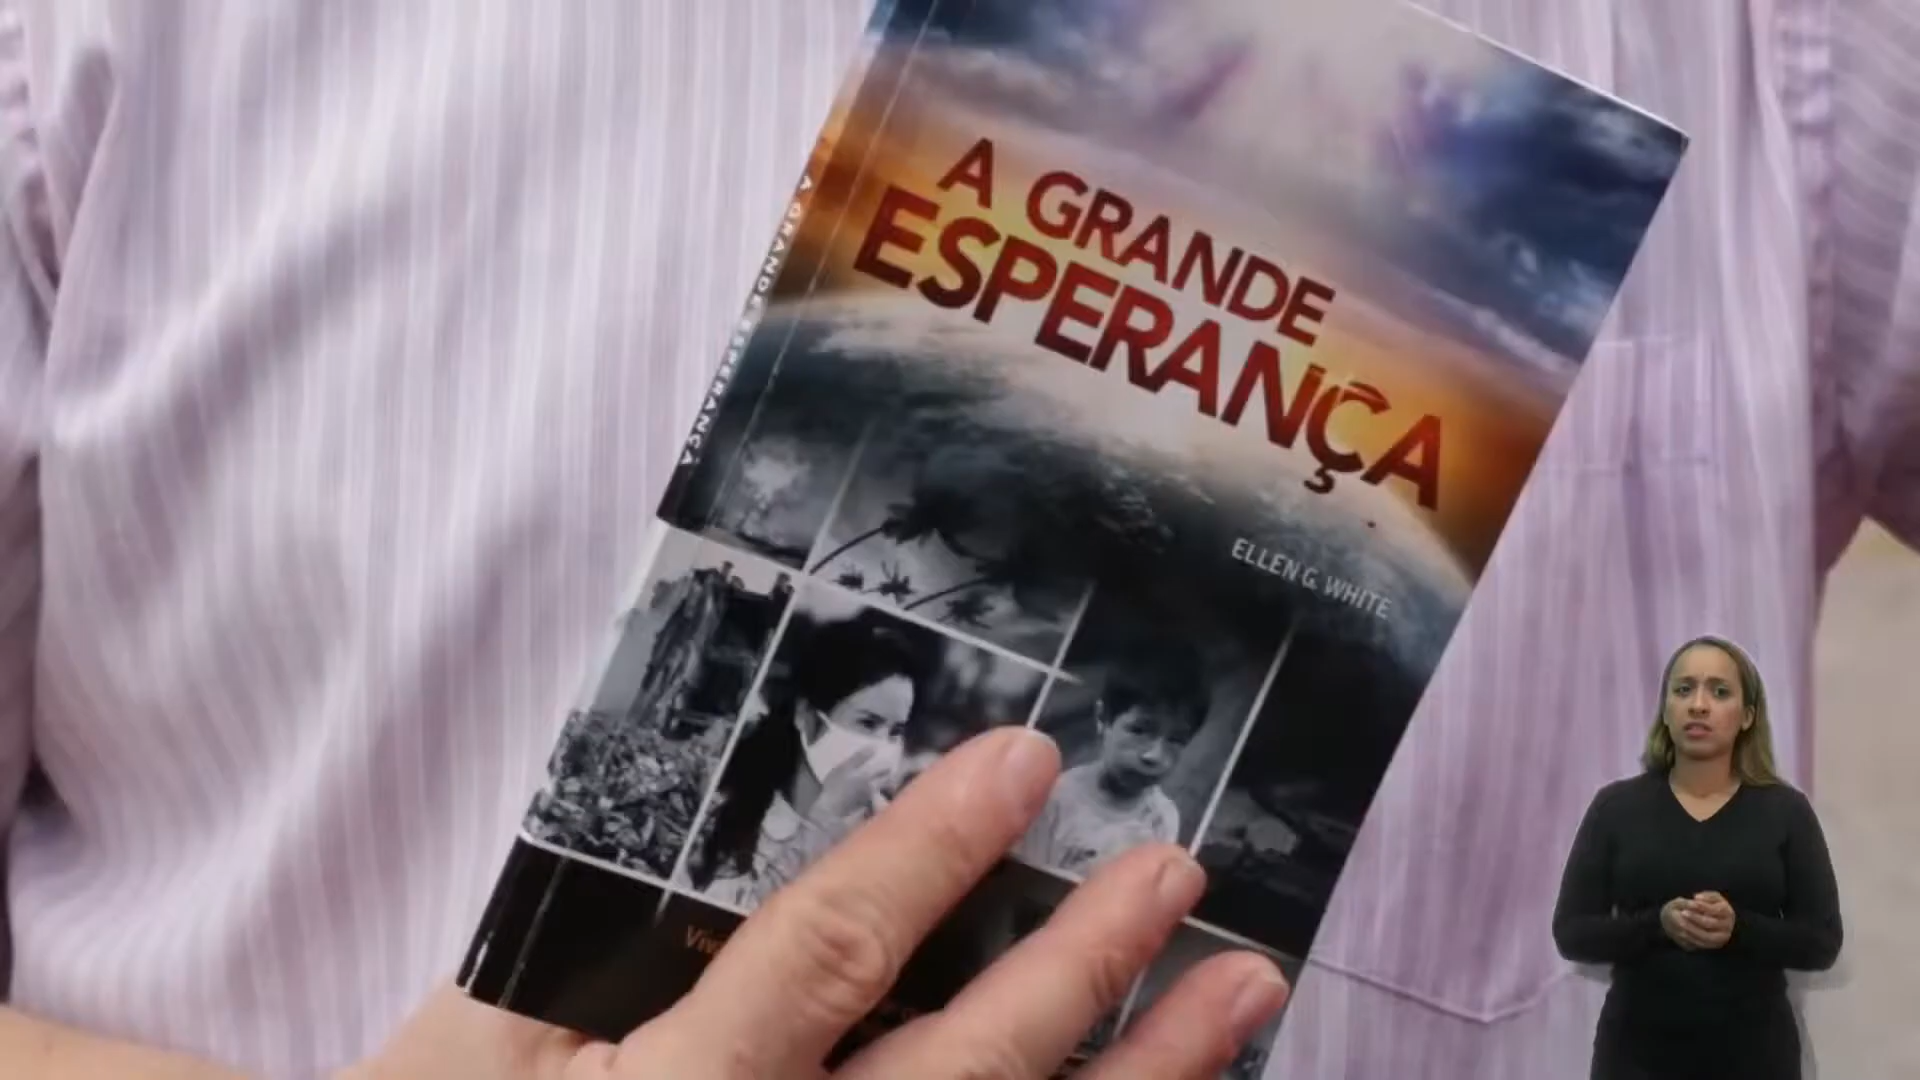 A GRANDE
ESPERANÇA
ELLEN G. WHITE
A GRANDE ESPERANÇA